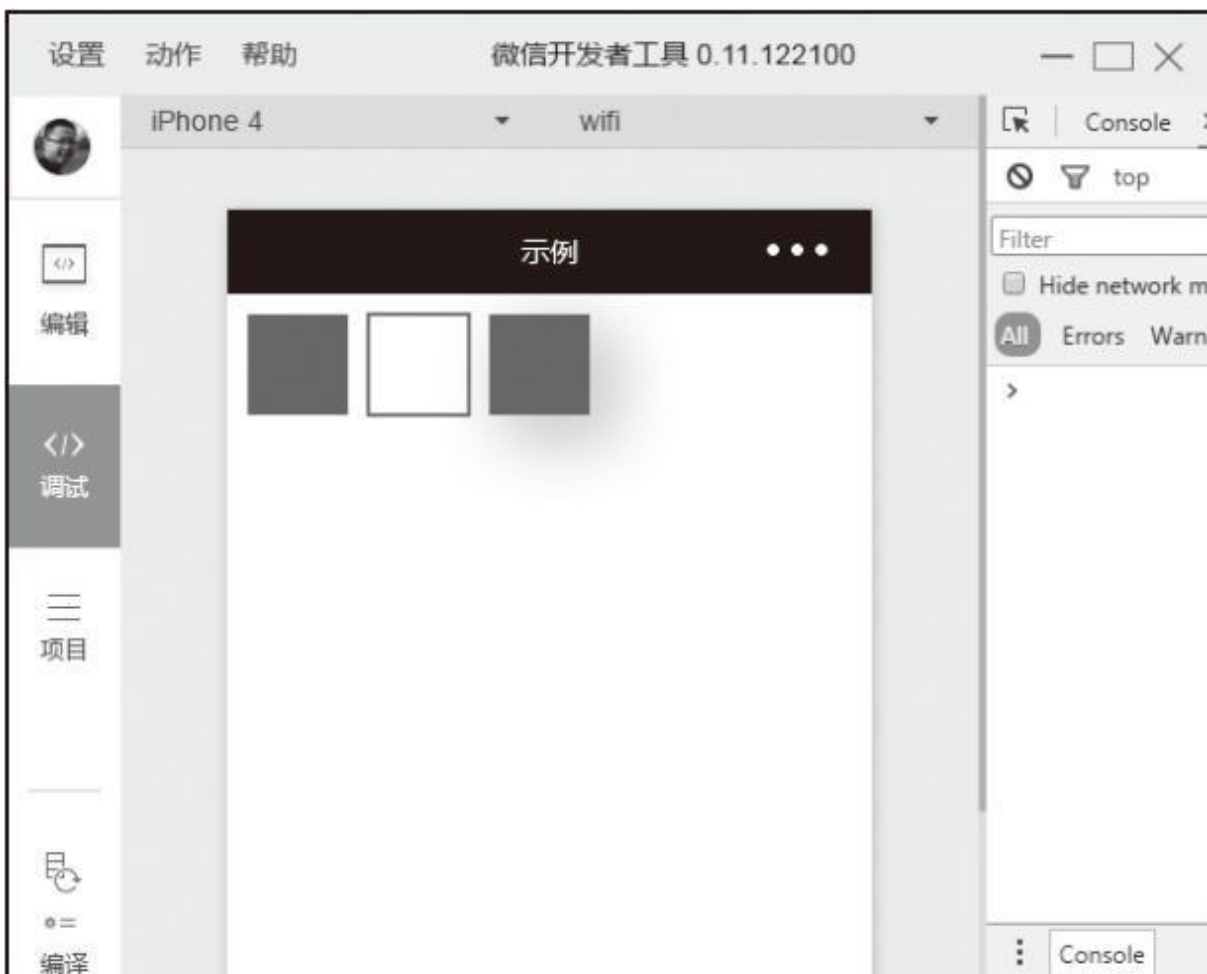 设置 动作 帮助 微信开发者工具 0.11.122100
iPhone 4 wifi
Console
top
示例
Filter
Hide network m
All Errors Warn
</>
编辑
>
</>
调试
项目
编译
Console